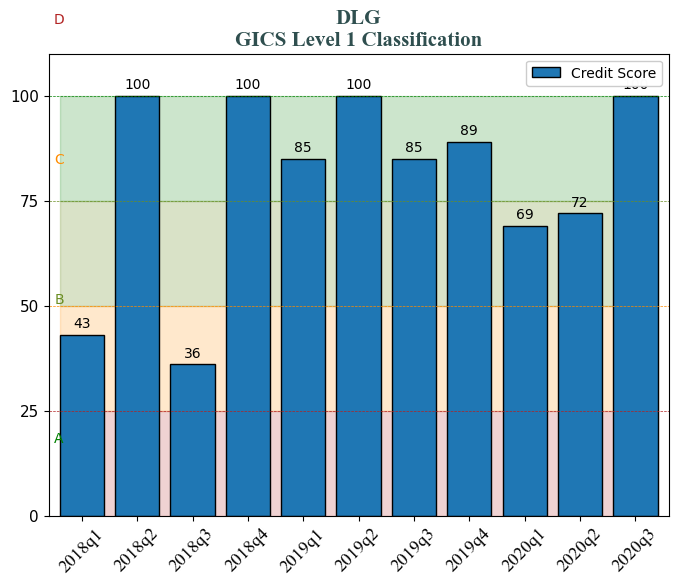 D
DLG
GICS Level 1 Classification
Credit Score
100
100
100
100
100
C
85
85
89
75
69
72
B
50
43
36
25
A
0
2018q1
2018q2
2018q3
2018q4
2019q1
2019q2
2019q3
2019q4
2020q1
2020q2
2020q3